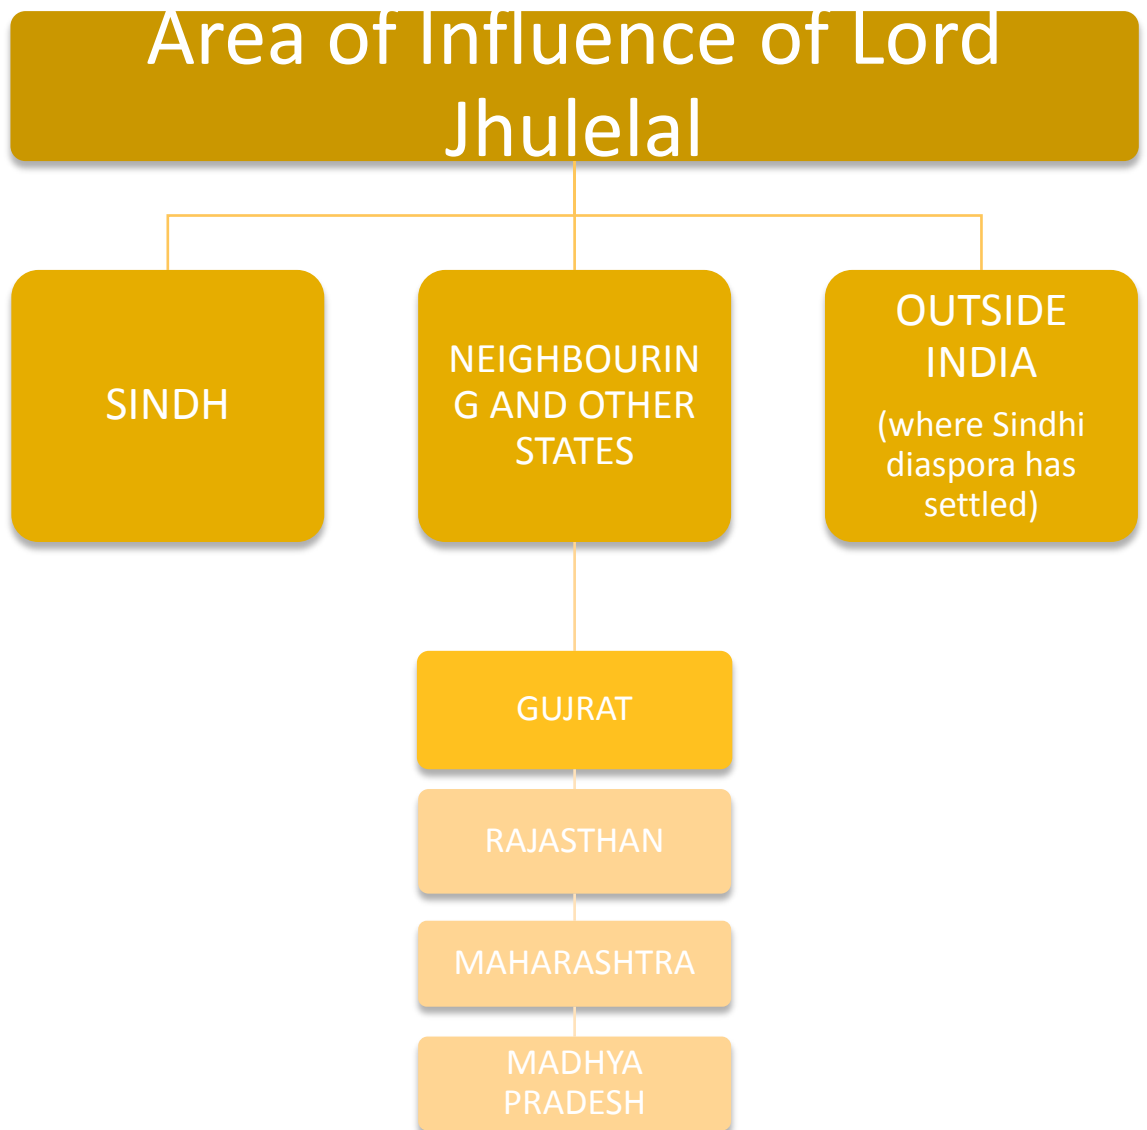 Area of Influence of Lord
Jhulelal
SINDH
NEIGHBOURIN
G AND OTHER
STATES
OUTSIDE
INDIA
(where Sindhi
diaspora has
settled)
GUJRAT
RAJASTHAN
MAHARASHTRA
MADHYA
PRADESH